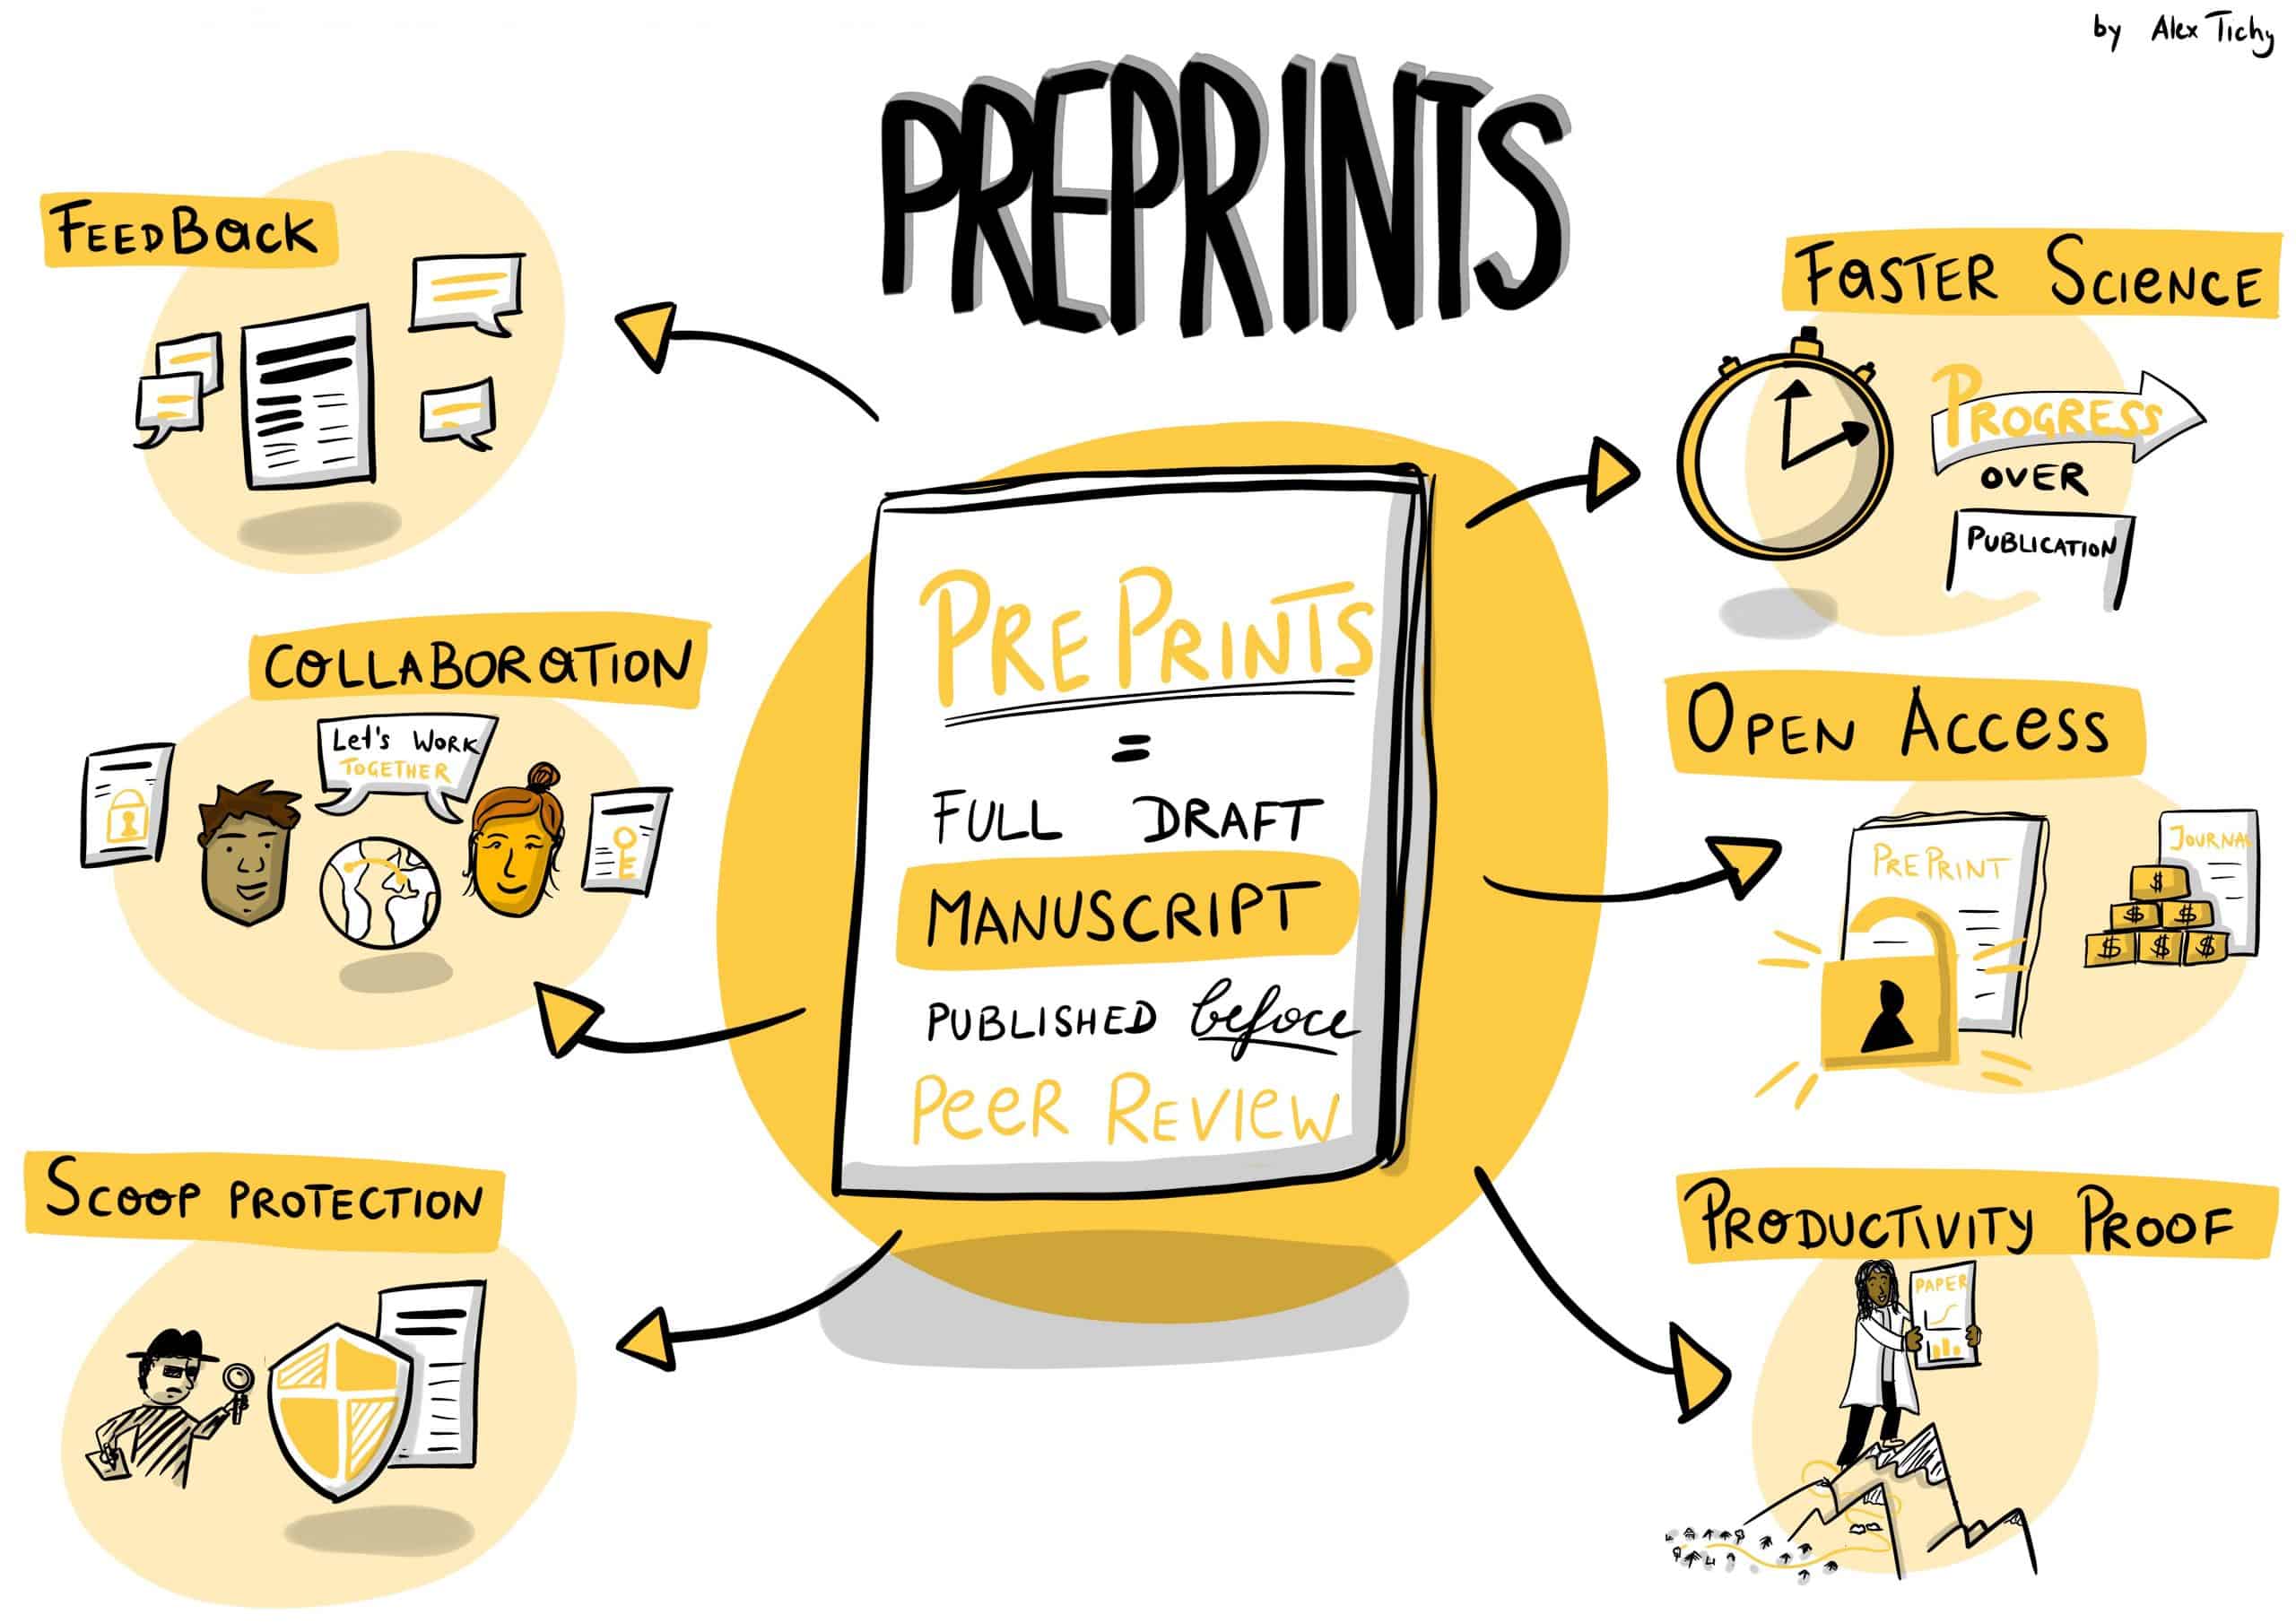 by Alex Tichy
PREPRINTS
FEEDBack
COLLABORaTION
Let's WORK
TOGETHER
SCOOP PROTECTION
PREPRINTS
=
FULL DRAFT
MANUSCRIPT
PUBLISHED before
PeeR REVIeW
FaSTER SCIENCE
PROGRESS
OVER
PUBLICATION
OPEN ACCess
PREPRINT
JOURNA
$
$ $
$ $ $
PRODUCTIVITY PROOF
PAPER